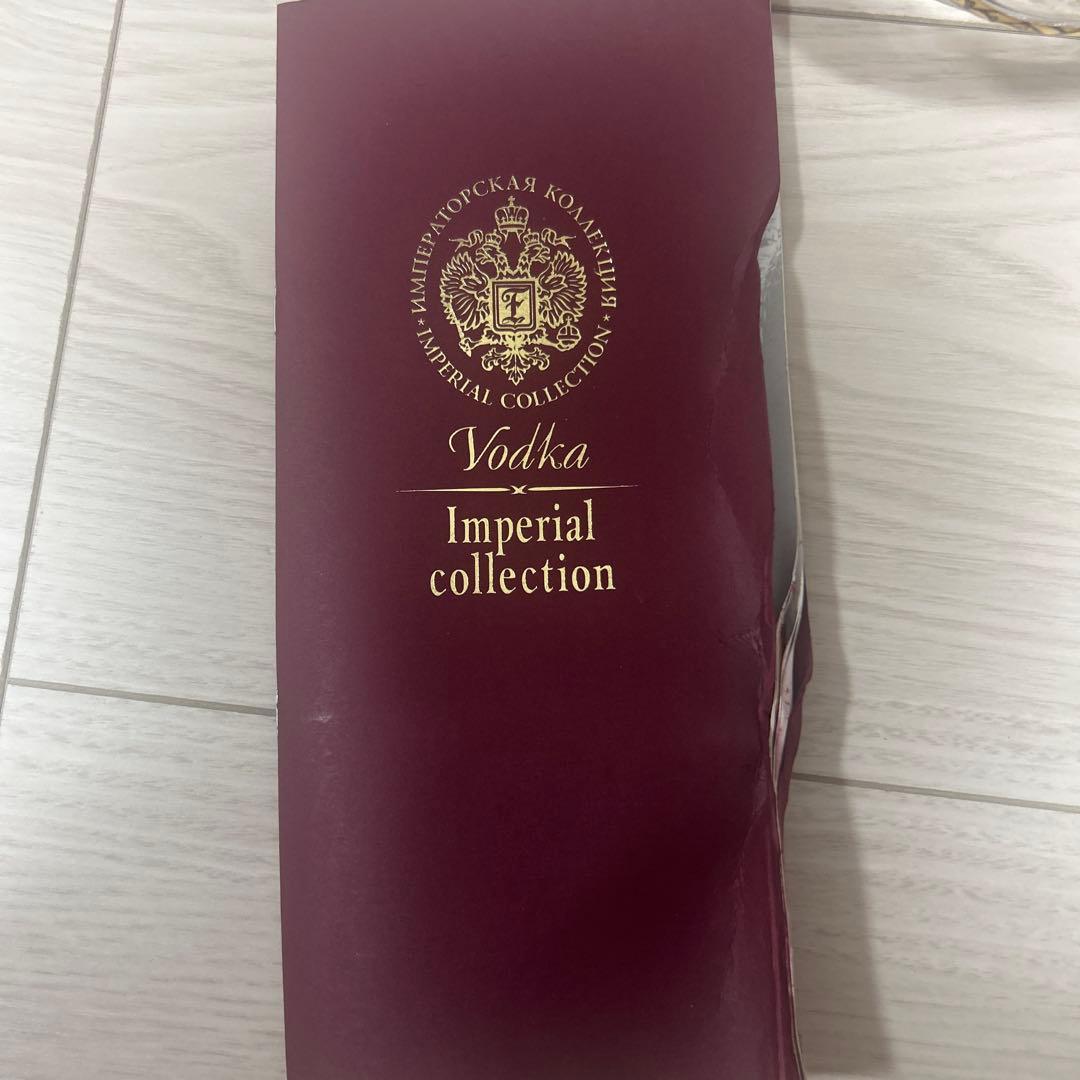 ИМПЕРАТОРСКАЯ КОЛЛЕКЦИЯ
* IMPERIAL COLLECTION *
Vodka
Imperial
collection